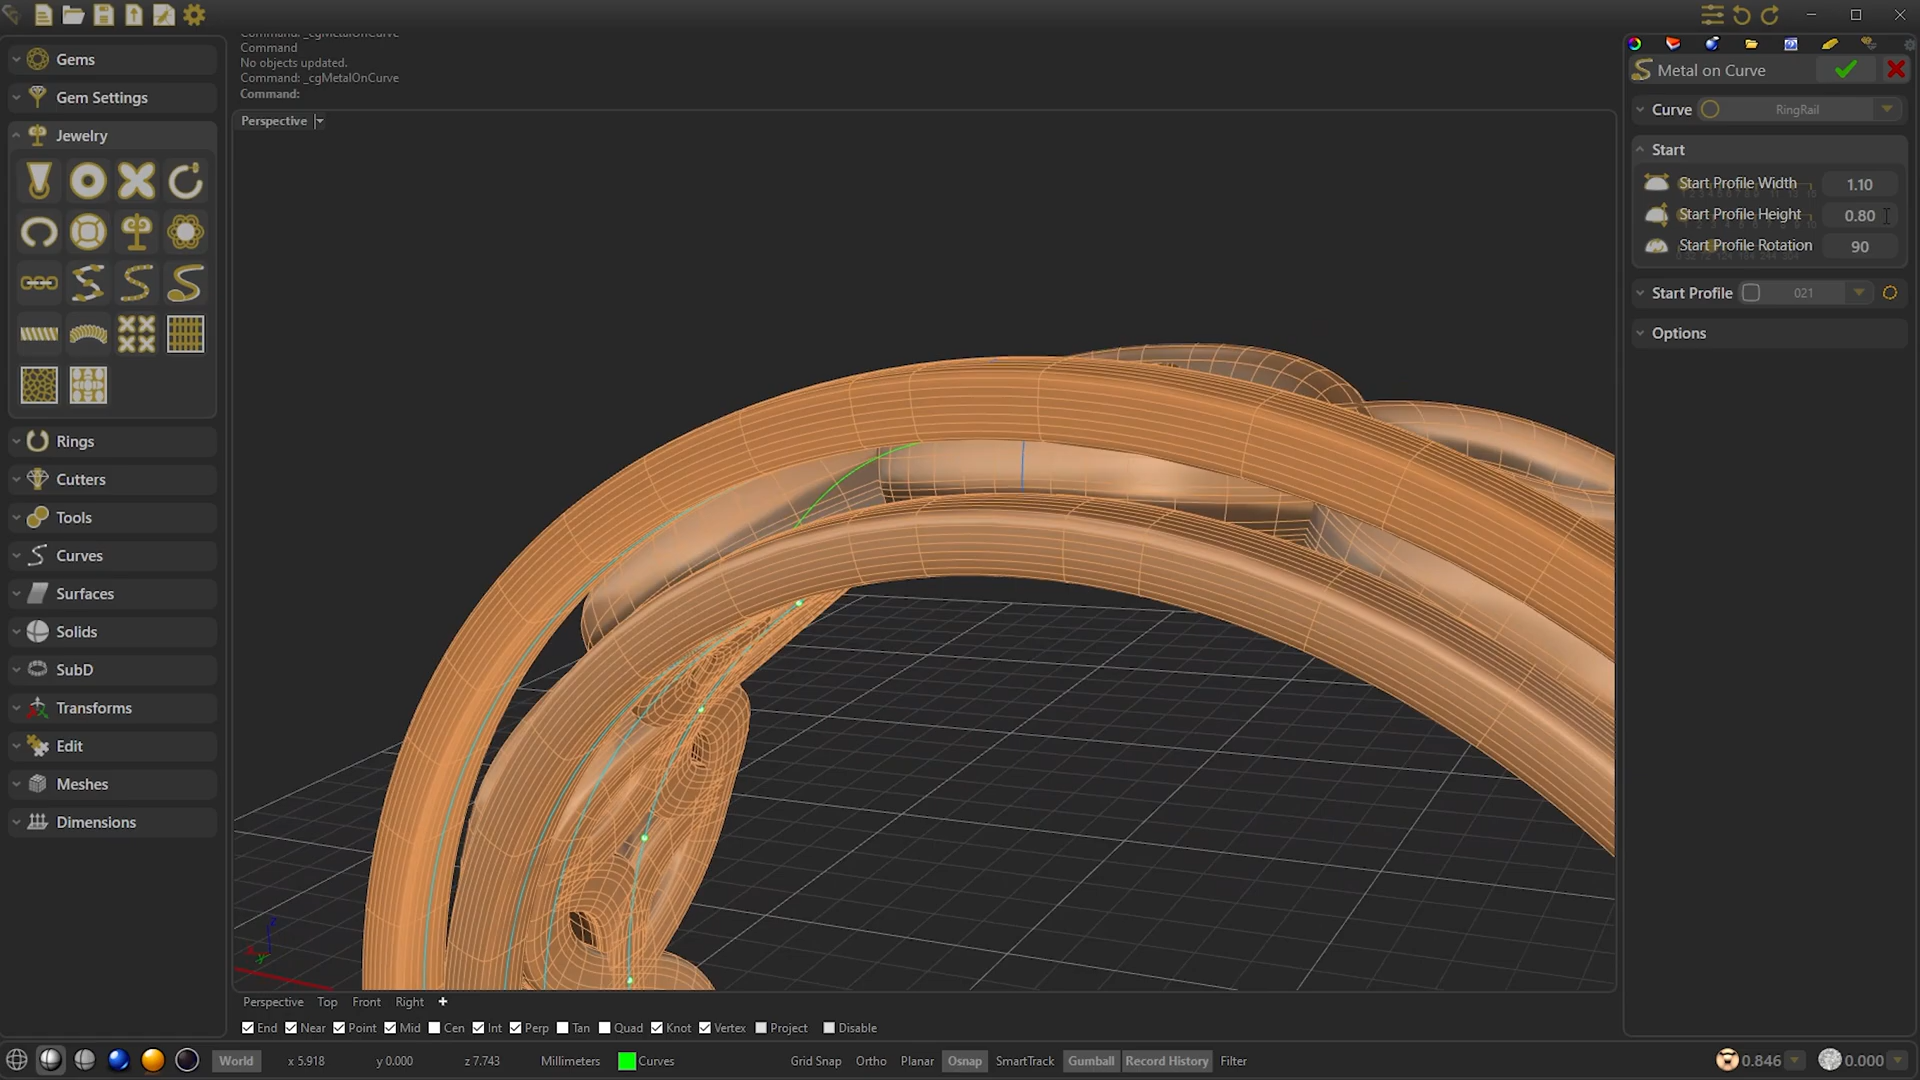 Command: _cgMetalOnCurve
Command
No objects updated.
Command: _cgMetalOnCurve
Command:
Perspective
Gems
Gem Settings
Jewelry
Rings
Cutters
Tools
Curves
Surfaces
Solids
SubD
Transforms
Edit
Meshes
Dimensions
Metal on Curve
Curve RingRail
Start
Start Profile Width 1.10
Start Profile Height 0.80
Start Profile Rotation 90
Start Profile 021
Options
z
x
y
Perspective Top Front Right
End Near Point Mid Cen Int Perp Tan Quad Knot Vertex Project Disable
World x 5.918 y 0.000 z 7.743 Millimeters Curves Grid Snap Ortho Planar Osnap SmartTrack Gumball Record History Filter 0.846 0.000